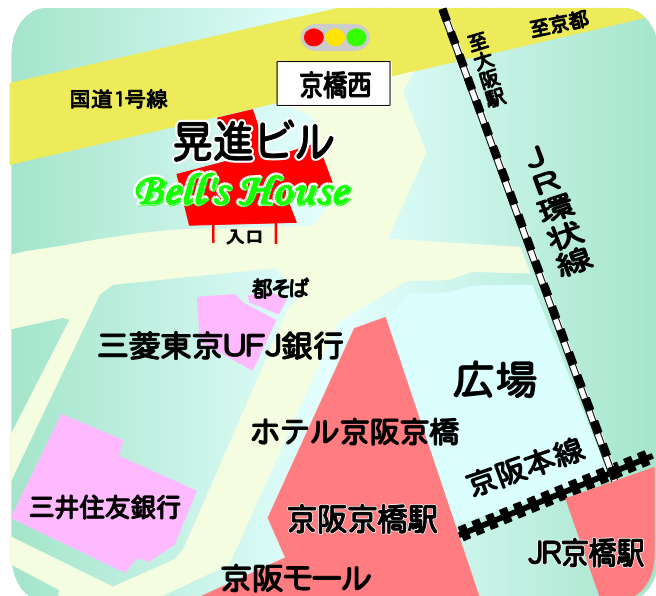 至京都
至大阪駅
京橋西
国道1号線
晃進ビル
Bell's House
入口
JR環状線
都そば
三菱東京UFJ銀行
広場
ホテル京阪京橋
京阪本線
三井住友銀行
京阪京橋駅
JR京橋駅
京阪モール